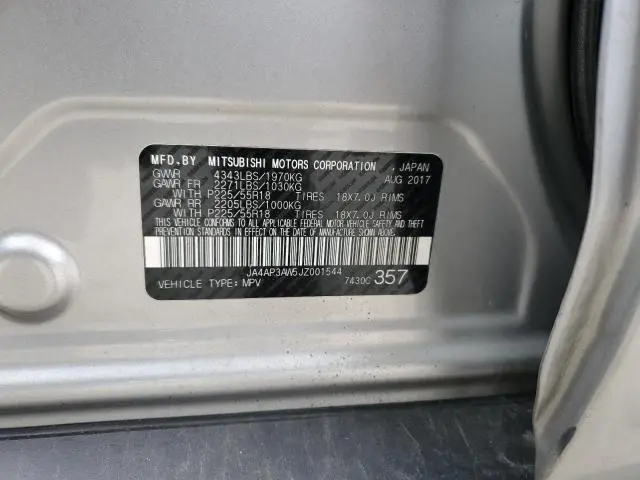 MFD.BY MITSUBISHI MOTORS CORPORATION , JAPAN
GVWR 4343LBS/1970KG AUG 2017
GAWR FR 2271LBS/1030KG
WITH P225/55R18 TIRES 18X7.0J RIMS
GAWR RR 2205LBS/1000KG
WITH P225/55R18 TIRES 18X7.0J RIMS
THIS VEHICLE CONFORMS TO ALL APPLICABLE FEDERAL MOTOR VEHICLE SAFETY AND THEFT
PREVENTION STANDARDS IN EFFECT ON THE DATE OF MANUFACTURE SHOWN ABOVE.
JA4AP3AW5JZ001544
VEHICLE TYPE:MPV 7430C 357